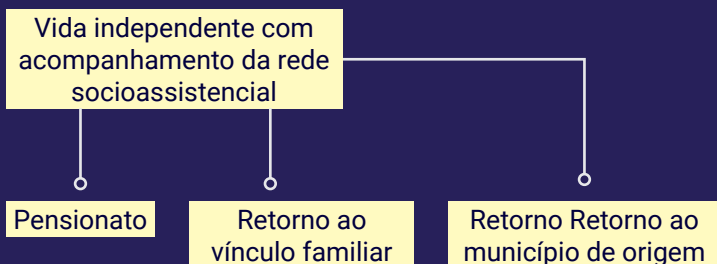 Vida independente com
acompanhamento da rede
socioassistencial
Pensionato
Retorno ao
vínculo familiar
Retorno Retorno ao
município de origem